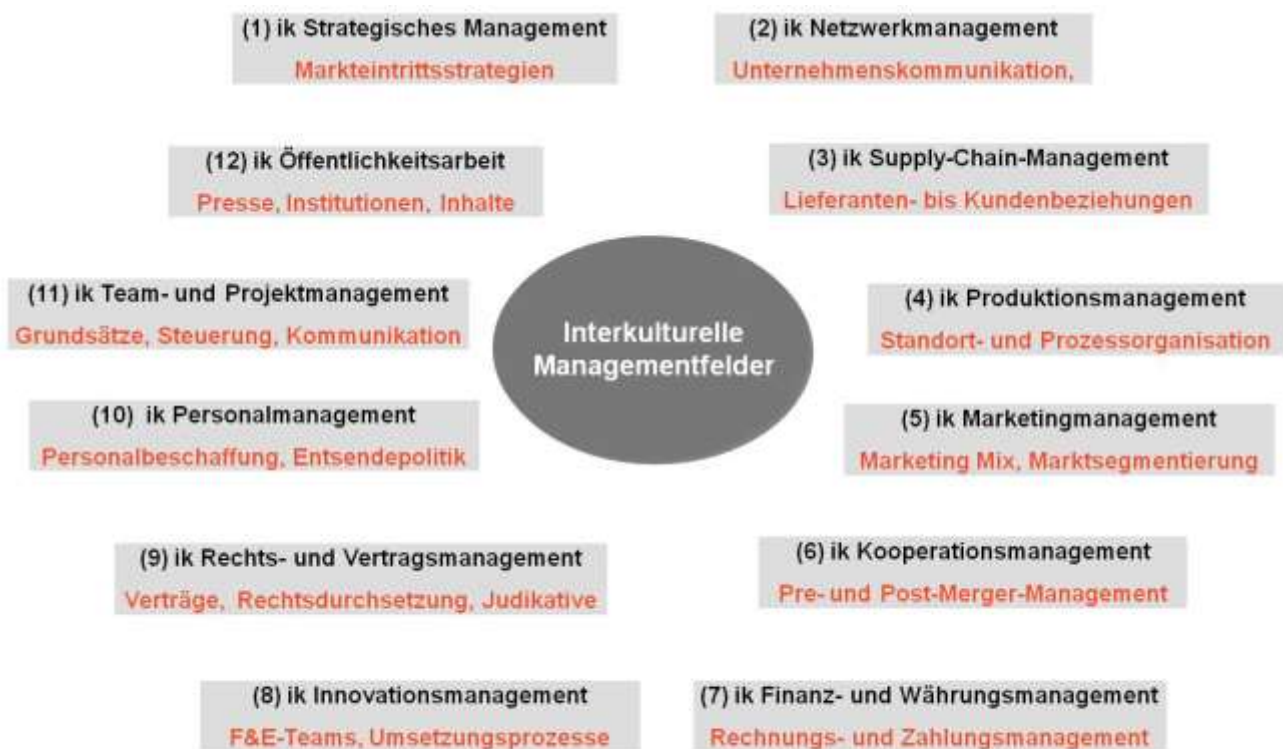 (1) ik Strategisches Management
Markteintrittsstrategien
(2) ik Netzwerkmanagement
Unternehmenskommunikation,
(12) ik Öffentlichkeitsarbeit
Presse, Institutionen, Inhalte
(3) ik Supply-Chain-Management
Lieferanten- bis Kundenbeziehungen
(11) ik Team- und Projektmanagement
Grundsätze, Steuerung, Kommunikation
Interkulturelle
Managementfelder
(4) ik Produktionsmanagement
Standort- und Prozessorganisation
(10) ik Personalmanagement
Personalbeschaffung, Entsendepolitik
(5) ik Marketingmanagement
Marketing Mix, Marktsegmentierung
(9) ik Rechts- und Vertragsmanagement
Verträge, Rechtsdurchsetzung, Judikative
(6) ik Kooperationsmanagement
Pre- und Post-Merger-Management
(8) ik Innovationsmanagement
F&E-Teams, Umsetzungsprozesse
(7) ik Finanz- und Währungsmanagement
Rechnungs- und Zahlungsmanagement